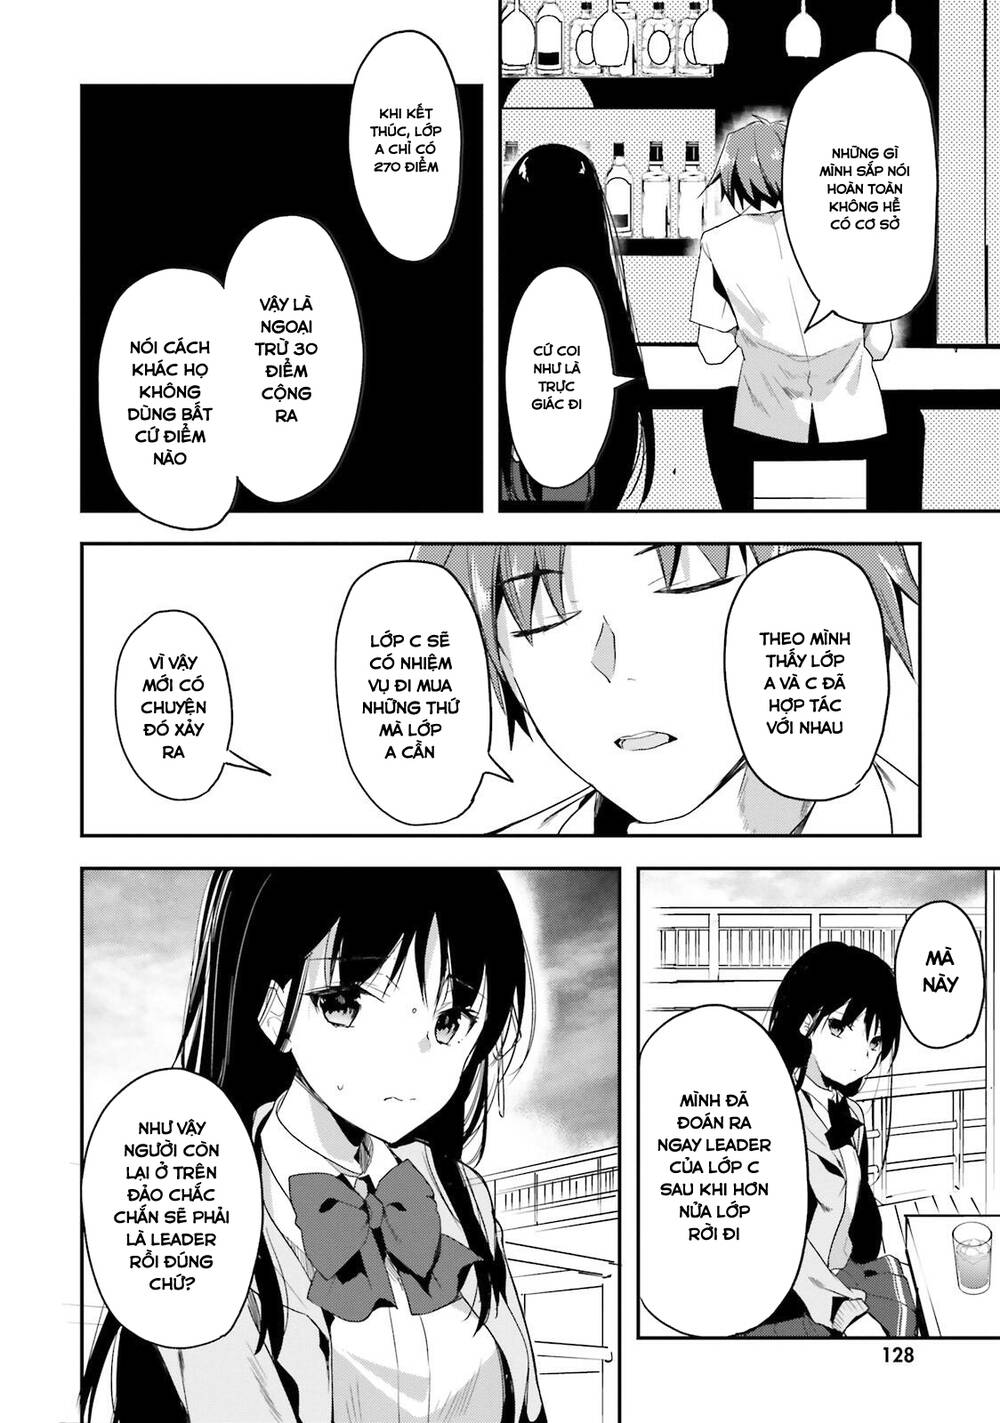 NHỮNG GÌ
MÌNH SẮP NÓI
HOÀN TOÀN
KHÔNG HỀ
CÓ CƠ SỞ
CỨ COI
NHƯ LÀ
TRỰC
GIÁC ĐI
KHI KẾT
THÚC, LỚP
A CHỈ CÓ
270 ĐIỂM
VẬY LÀ
NGOẠI
TRỪ 30
ĐIỂM
CỘNG
RA
NÓI CÁCH
KHÁC HỌ
KHÔNG
DÙNG BẤT
CỨ ĐIỂM
NÀO
THEO MÌNH
THẤY LỚP
A VÀ C ĐÃ
HỢP TÁC
VỚI NHAU
LỚP C SẼ
CÓ NHIỆM
VỤ ĐI MUA
NHỮNG THỨ
MÀ LỚP
A CẦN
VÌ VẬY
MỚI CÓ
CHUYỆN
ĐÓ XẢY
RA
MÀ
NÀY
MÌNH ĐÃ
ĐOÁN RA
NGAY LEADER
CỦA LỚP C
SAU KHI HƠN
NỬA LỚP
RỜI ĐI
NHƯ VẬY
NGƯỜI CÒN
LẠI Ở TRÊN
ĐẢO CHẮC
CHẮN SẼ PHẢI
LÀ LEADER
RỒI ĐÚNG
CHỨ?
128